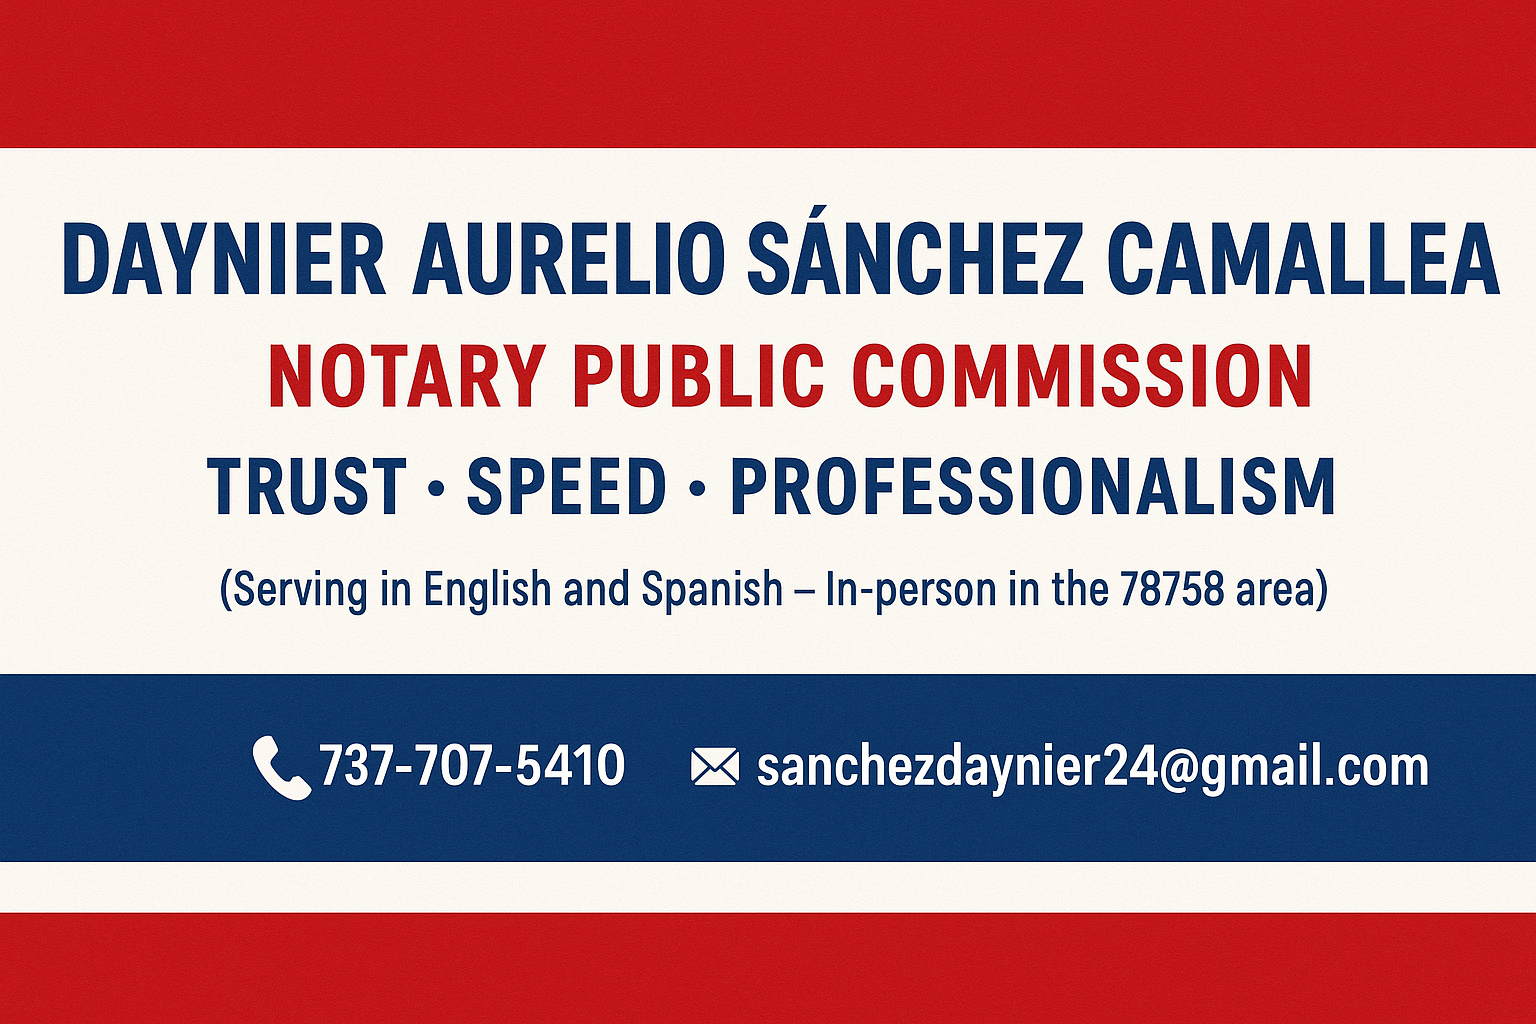 DAYNIER AURELIO SÁNCHEZ CAMALLEA
NOTARY PUBLIC COMMISSION
TRUST • SPEED • PROFESSIONALISM
(Serving in English and Spanish – In-person in the 78758 area)
737-707-5410 sanchezdaynier24@gmail.com